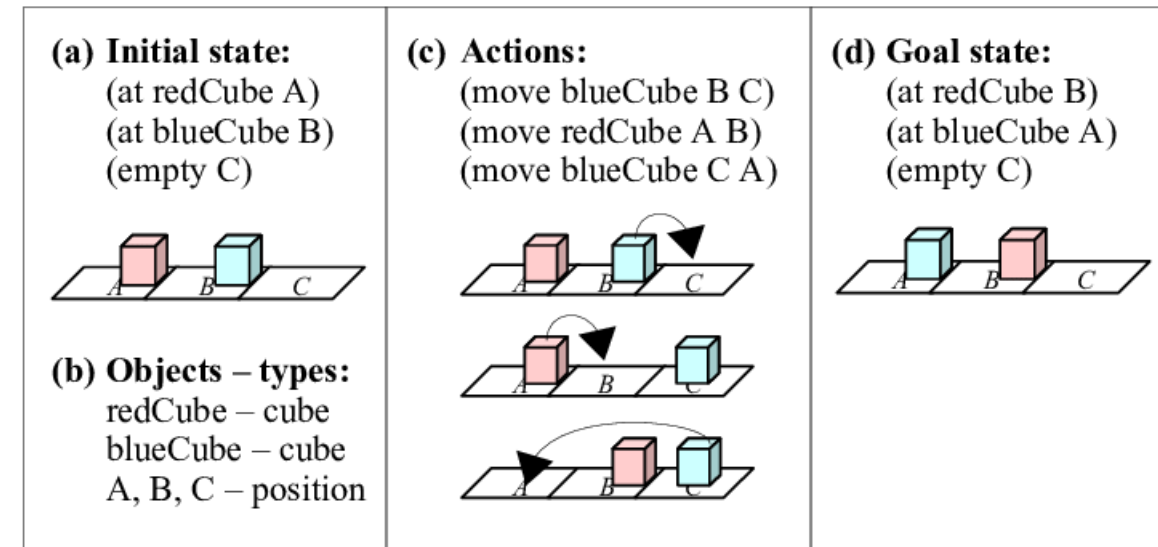 (a) Initial state:
(at redCube A)
(at blueCube B)
(empty C)
A B C
(b) Objects – types:
redCube – cube
blueCube – cube
A, B, C – position
(c) Actions:
(move blueCube B C)
(move redCube A B)
(move blueCube C A)
A B C
A B C
A B C
(d) Goal state:
(at redCube B)
(at blueCube A)
(empty C)
A B C